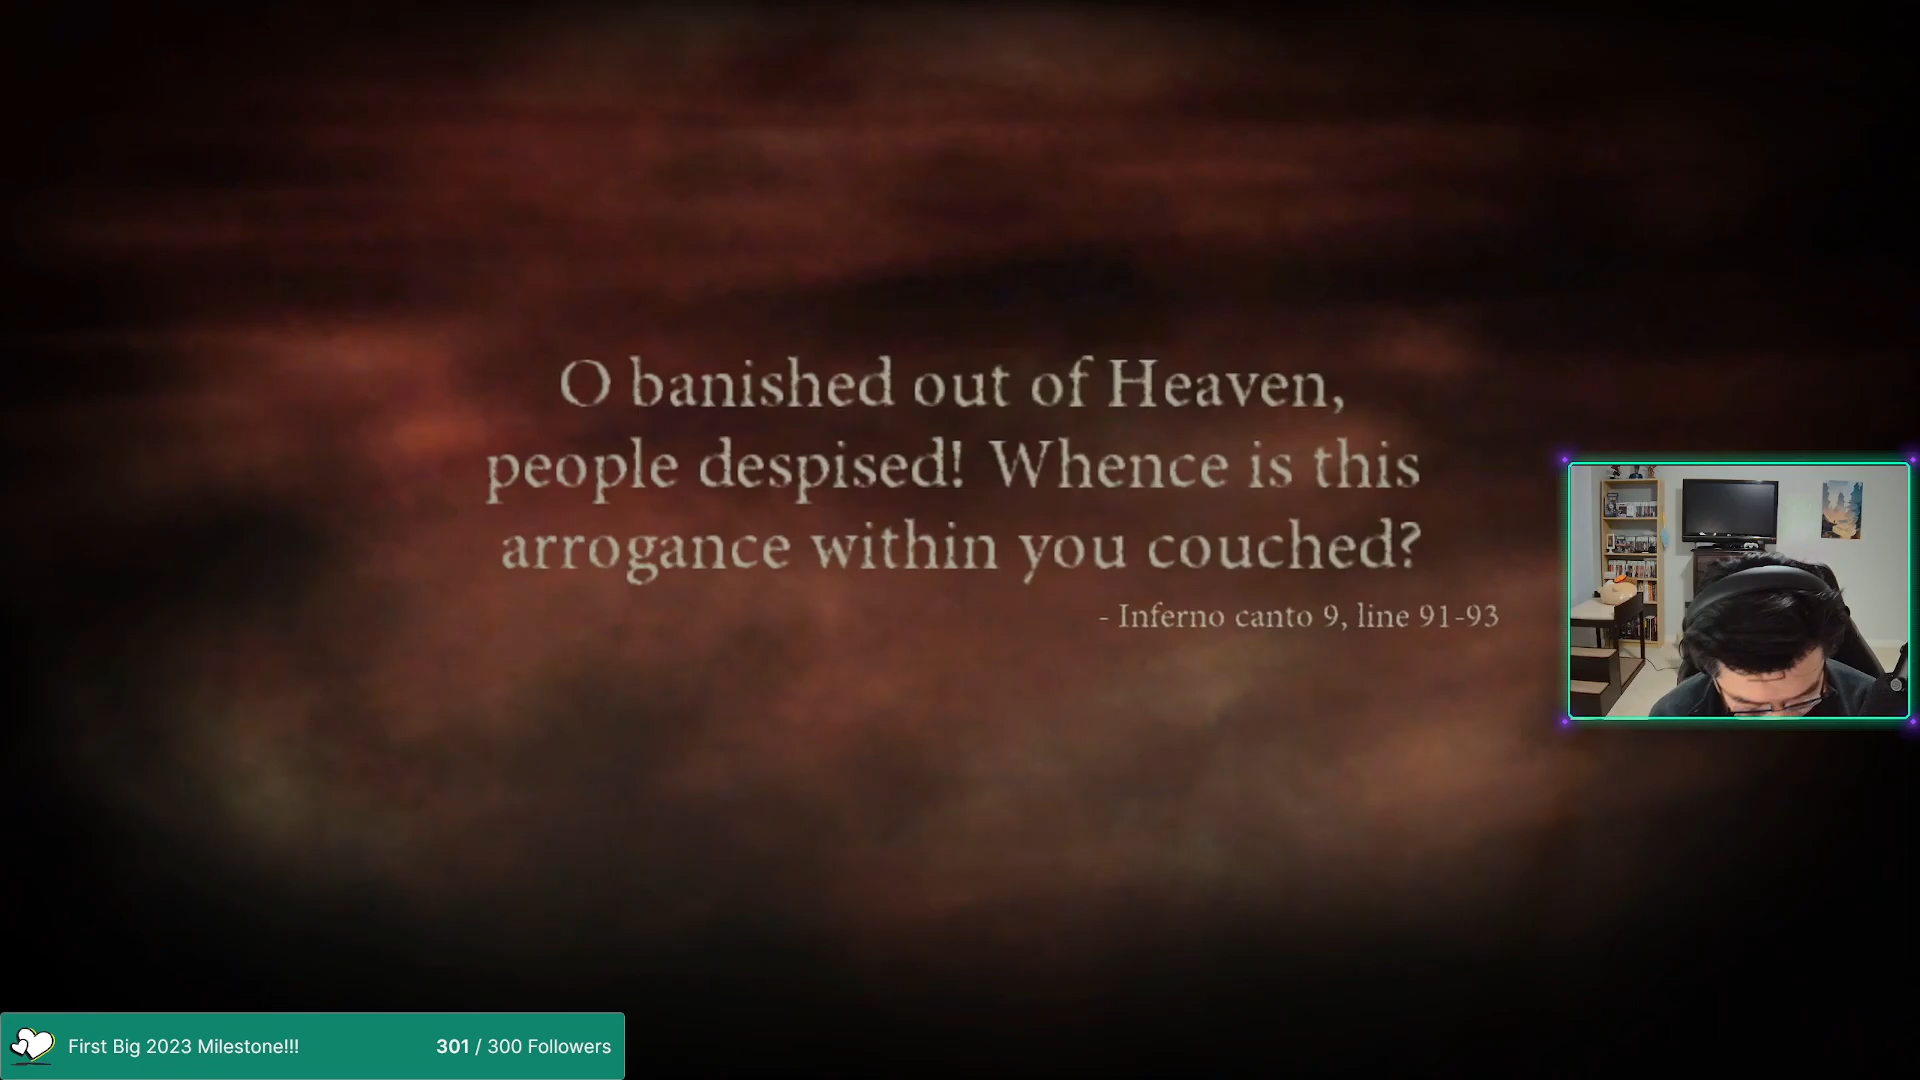 O banished out of Heaven,
people despised! Whence is this
arrogance within you couched?
- Inferno canto 9, line 91-93
First Big 2023 Milestone!!!
301 / 300 Followers